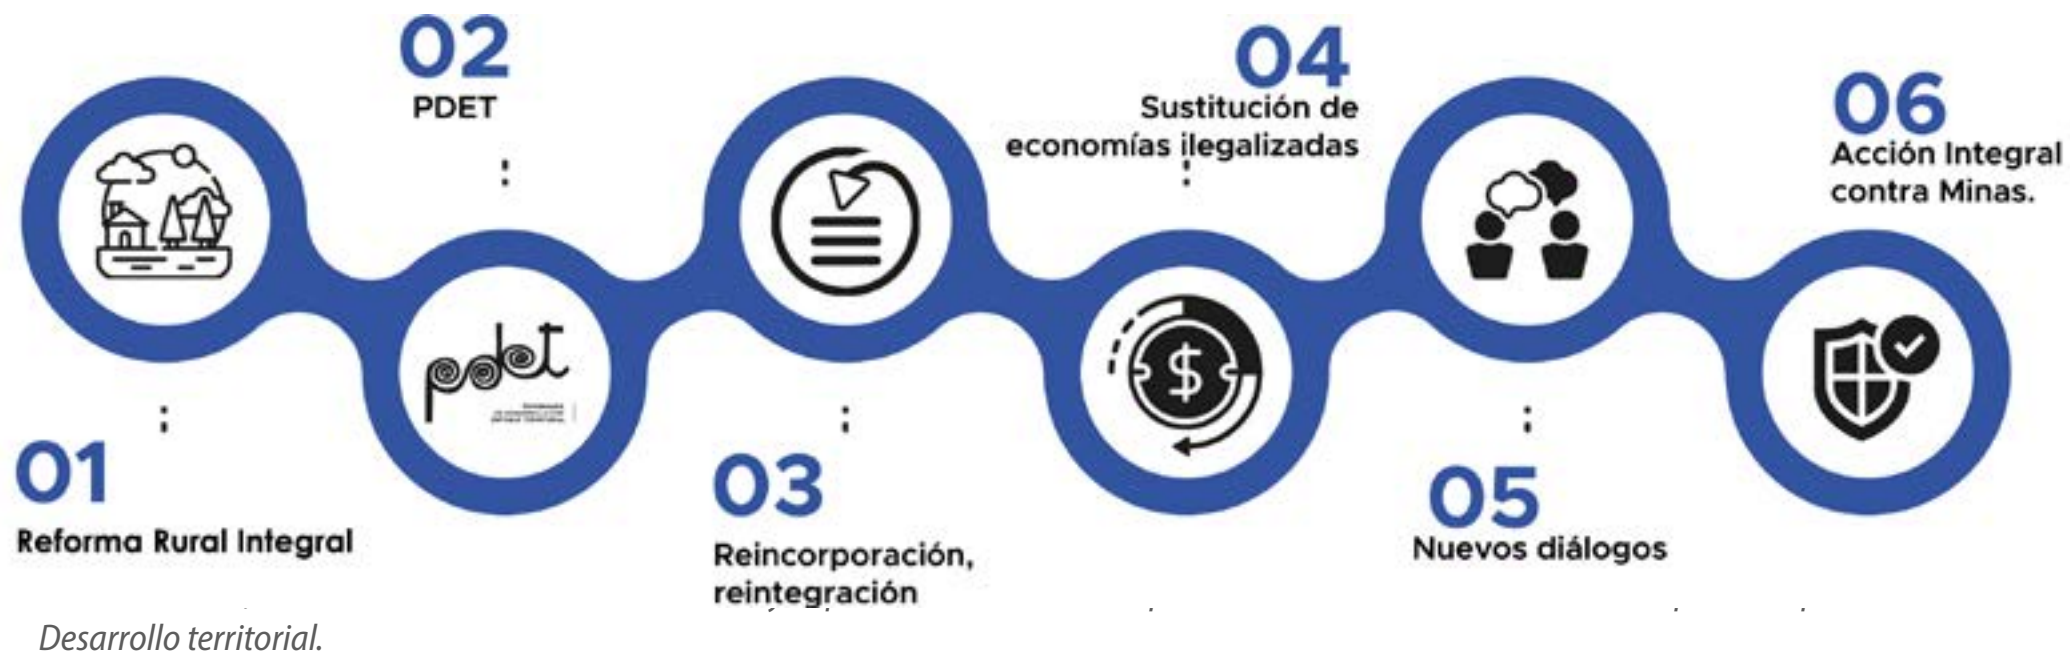 01
Reforma Rural Integral
02
PDET
pdet
03
Reincorporación,
reintegración
04
Sustitución de
economías ilegalizadas
$
05
Nuevos diálogos
06
Acción Integral
contra Minas.
Desarrollo territorial.